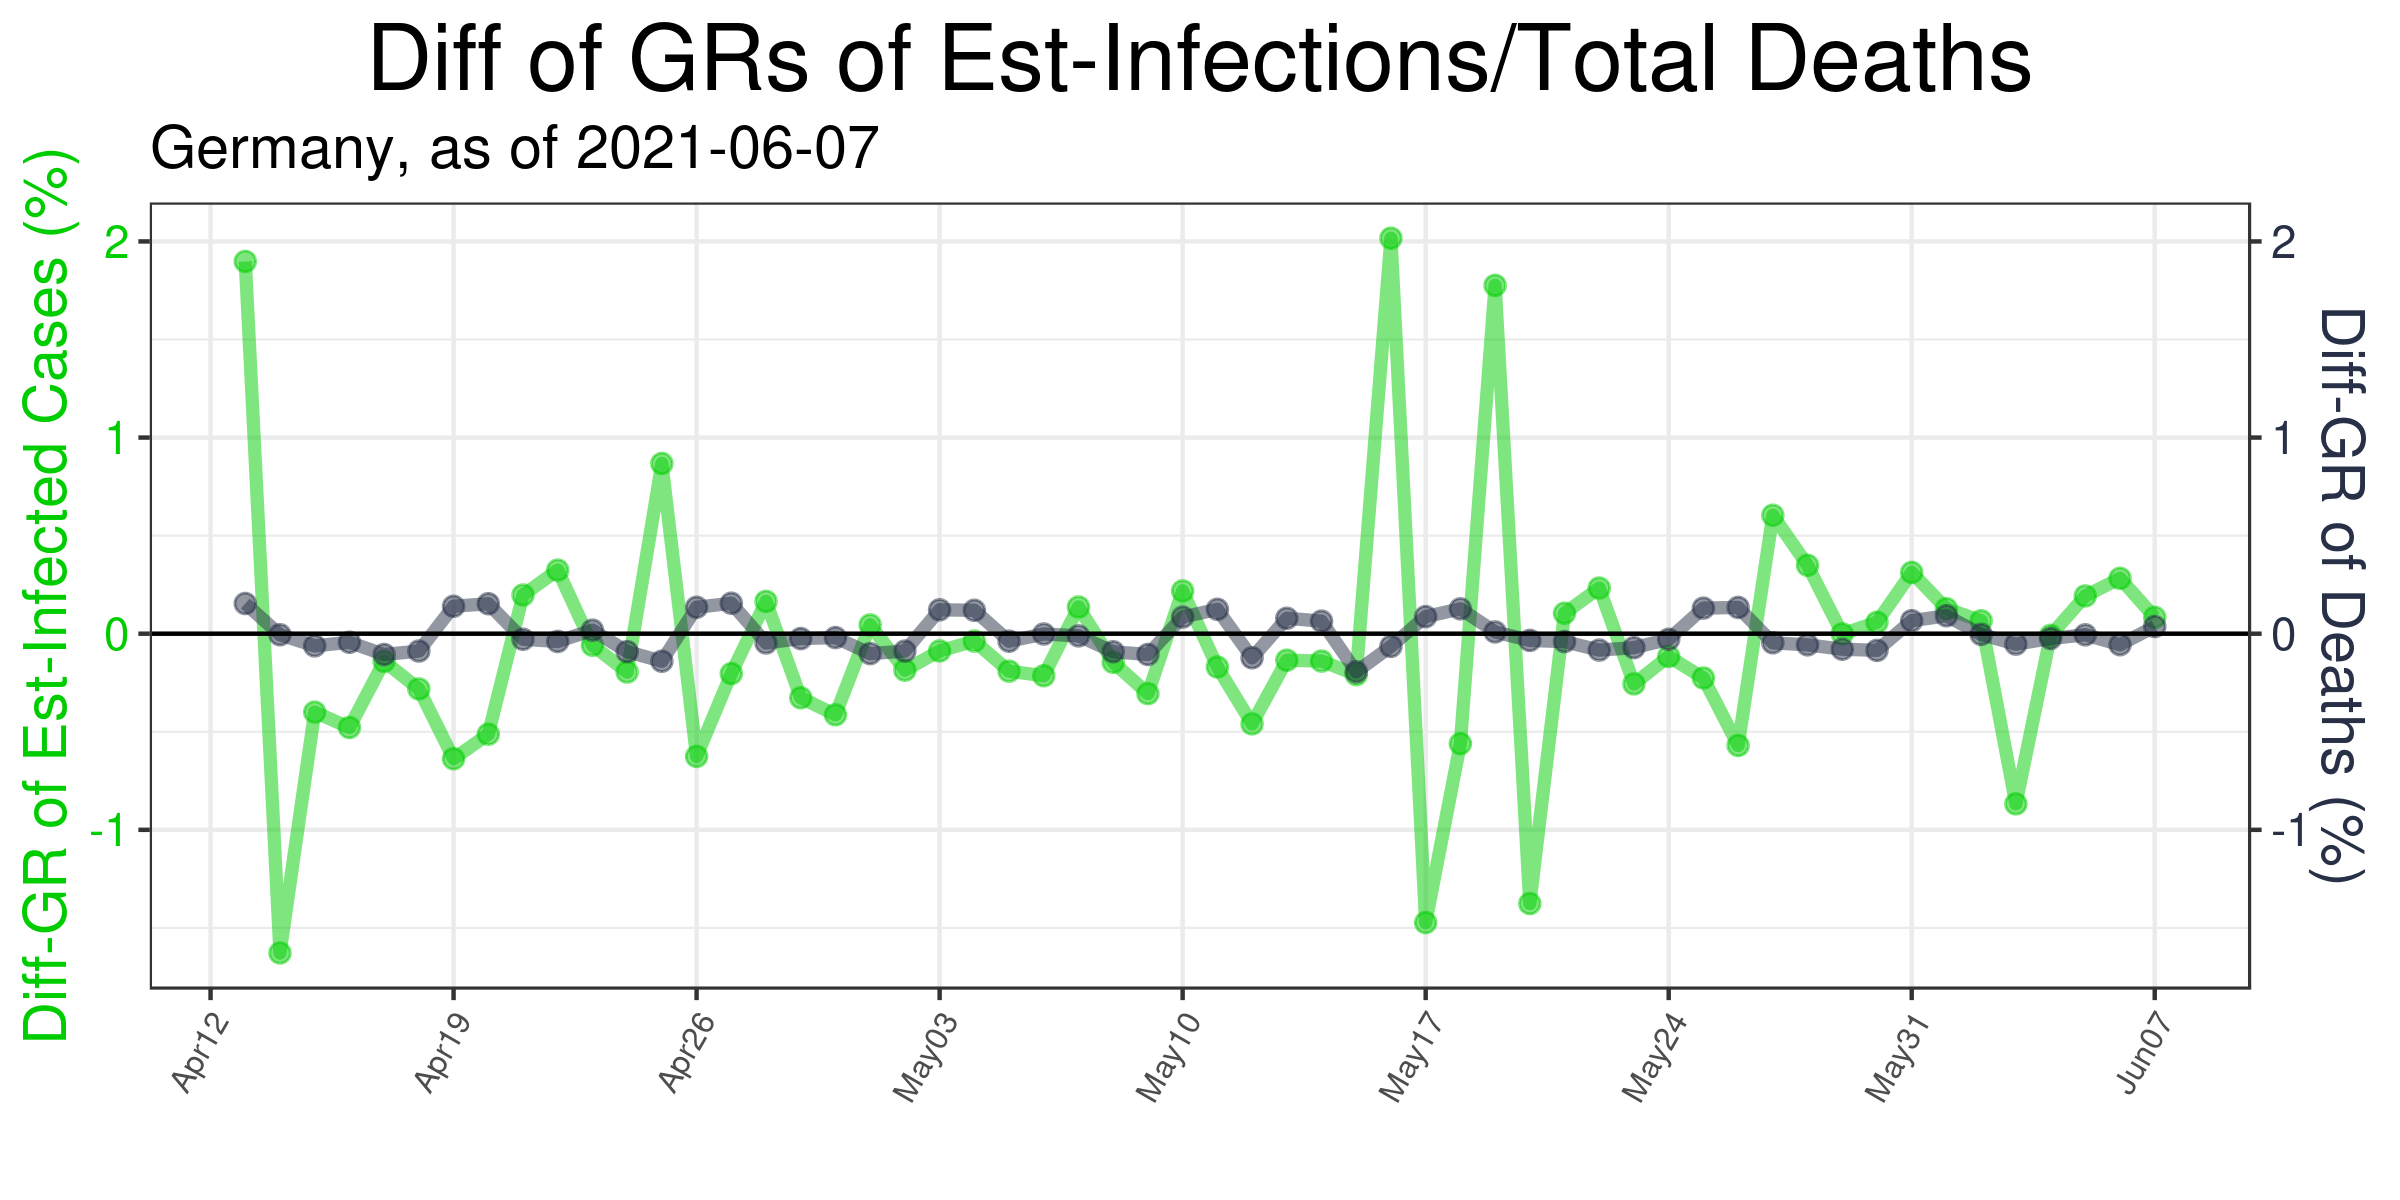 Diff of GRs of Est-Infections/Total Deaths
Germany, as of 2021-06-07
Diff-GR of Est-Infected Cases (%)
2
1
0
-1
2
1
0
-1
Diff-GR of Deaths (%)
Apr12
Apr19
Apr26
May03
May10
May17
May24
May31
Jun07